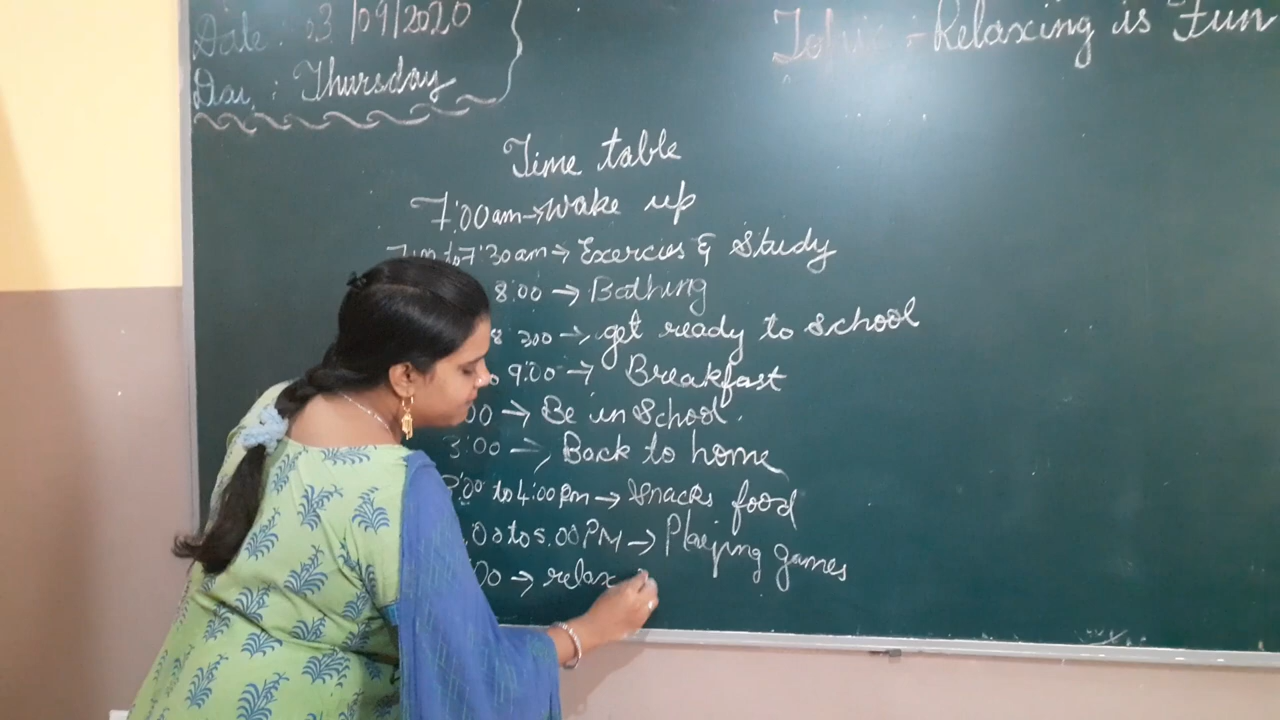 Date : 03/09/2020
Day : Thursday
Topic :- Relaxing is Fun
Time table
7:00am→Wake up
7:00 to 7:30am→ Exercies & Study
8:00 → Bathing
8 300 → get ready to School
9:00 → Breakfast
00 → Be in School.
3:00 → Back to home
3:00 to 4:00 Pm → Snacks food
:00 to 5.00 PM → Playing games
:00 → relax